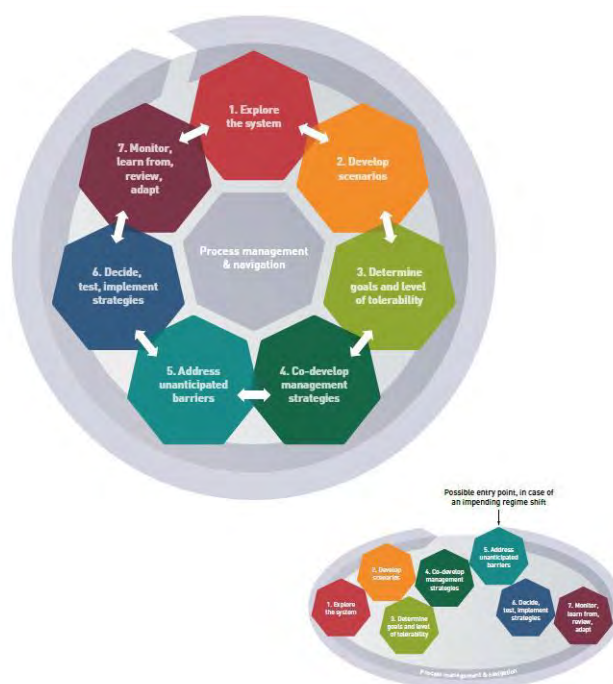 1. Explore
the system
2. Develop
scenarios
3. Determine
goals and level
of tolerability
4. Co-develop
management
strategies
5. Address
unanticipated
barriers
6. Decide,
test, implement
strategies
7. Monitor,
learn from,
review,
adapt
Process management
& navigation
Possible entry point, in case of
an impending regime shift
1. Explore
the system
2. Develop
scenarios
3. Determine
goals and level
of tolerability
4. Co-develop
management
strategies
5. Address
unanticipated
barriers
6. Decide,
test, implement
strategies
7. Monitor,
learn from,
review,
adapt
Process management & navigation